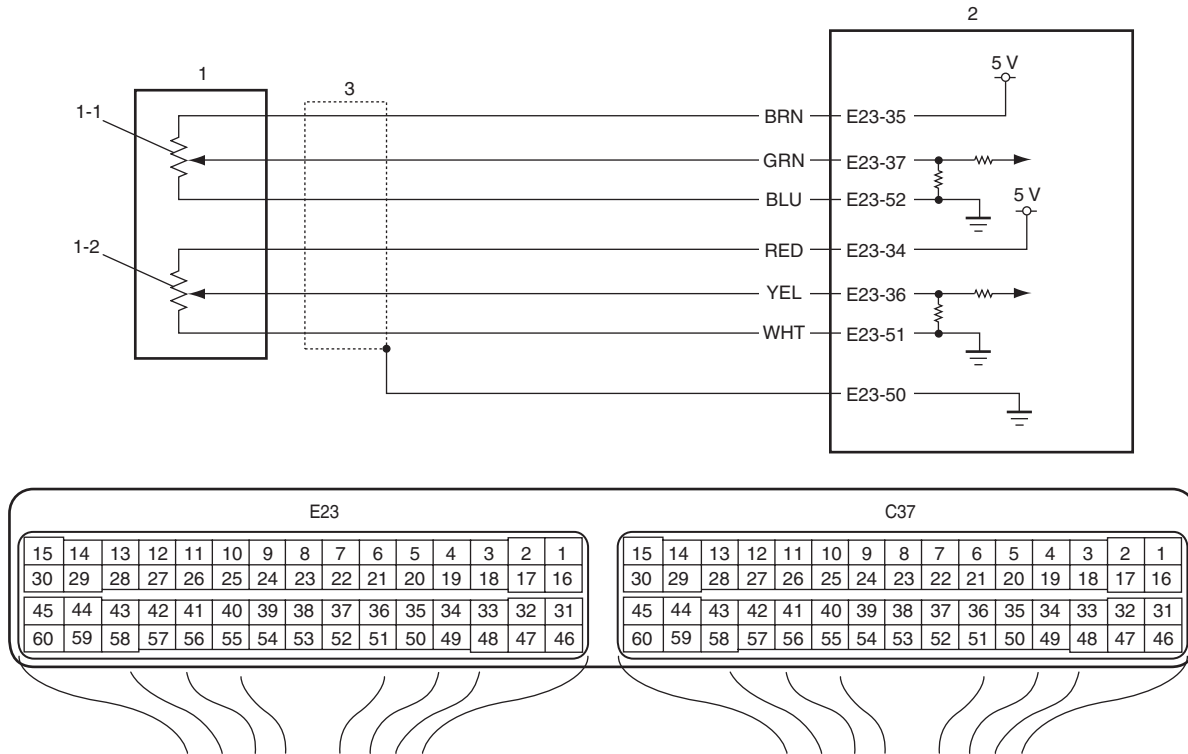 2
5 V
1
3
1-1
BRN E23-35
GRN E23-37
BLU E23-52
5 V
1-2
RED E23-34
YEL E23-36
WHT E23-51
E23-50
E23
15 14 13 12 11 10 9 8 7 6 5 4 3 2 1
30 29 28 27 26 25 24 23 22 21 20 19 18 17 16
45 44 43 42 41 40 39 38 37 36 35 34 33 32 31
60 59 58 57 56 55 54 53 52 51 50 49 48 47 46
C37
15 14 13 12 11 10 9 8 7 6 5 4 3 2 1
30 29 28 27 26 25 24 23 22 21 20 19 18 17 16
45 44 43 42 41 40 39 38 37 36 35 34 33 32 31
60 59 58 57 56 55 54 53 52 51 50 49 48 47 46